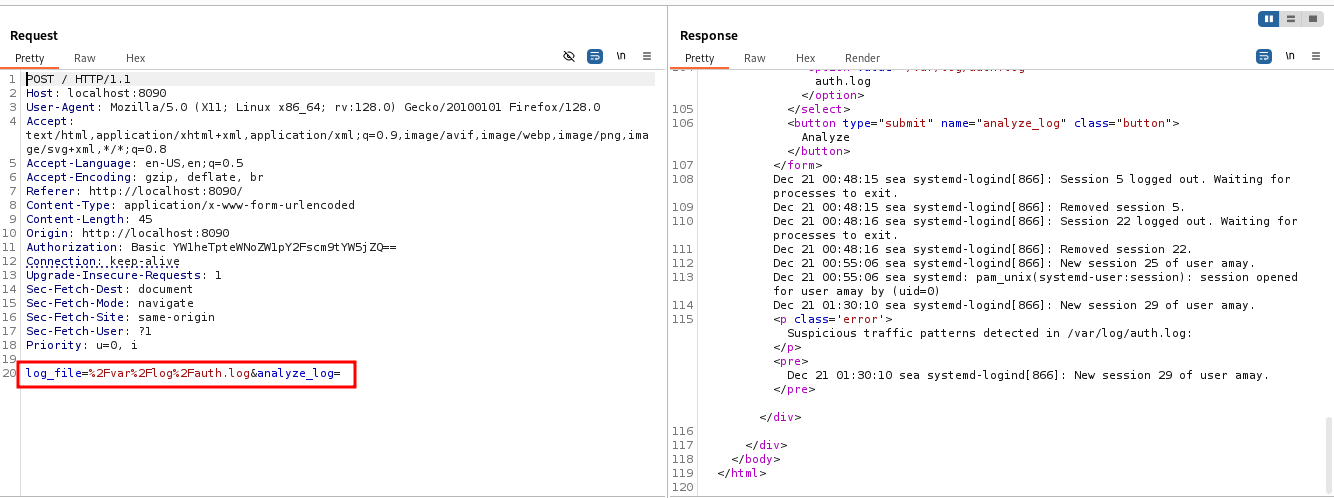 Request
Pretty Raw Hex
\n
1 POST / HTTP/1.1
2 Host: localhost:8090
3 User-Agent: Mozilla/5.0 (X11; Linux x86_64; rv:128.0) Gecko/20100101 Firefox/128.0
4 Accept:
text/html,application/xhtml+xml,application/xml;q=0.9,image/avif,image/webp,image/png,ima
ge/svg+xml,*/*;q=0.8
5 Accept-Language: en-US,en;q=0.5
6 Accept-Encoding: gzip, deflate, br
7 Referer: http://localhost:8090/
8 Content-Type: application/x-www-form-urlencoded
9 Content-Length: 45
10 Origin: http://localhost:8090
11 Authorization: Basic YW1heTpteWNoZW1pY2Fscm9tYW5jZQ==
12 Connection: keep-alive
13 Upgrade-Insecure-Requests: 1
14 Sec-Fetch-Dest: document
15 Sec-Fetch-Mode: navigate
16 Sec-Fetch-Site: same-origin
17 Sec-Fetch-User: ?1
18 Priority: u=0, i
19
20 log_file=%2Fvar%2Flog%2Fauth.log&analyze_log=
Response
Pretty Raw Hex Render
\n
auth.log
</option>
105 </select>
106 <button type="submit" name="analyze_log" class="button">
Analyze
</button>
107 </form>
108 Dec 21 00:48:15 sea systemd-logind[866]: Session 5 logged out. Waiting for
processes to exit.
109 Dec 21 00:48:15 sea systemd-logind[866]: Removed session 5.
110 Dec 21 00:48:16 sea systemd-logind[866]: Session 22 logged out. Waiting for
processes to exit.
111 Dec 21 00:48:16 sea systemd-logind[866]: Removed session 22.
112 Dec 21 00:55:06 sea systemd-logind[866]: New session 25 of user amay.
113 Dec 21 00:55:06 sea systemd: pam_unix(systemd-user:session): session opened
for user amay by (uid=0)
114 Dec 21 01:30:10 sea systemd-logind[866]: New session 29 of user amay.
115 <p class='error'>
Suspicious traffic patterns detected in /var/log/auth.log:
</p>
<pre>
Dec 21 01:30:10 sea systemd-logind[866]: New session 29 of user amay.
</pre>
</div>
116
117 </div>
118 </body>
119 </html>
120